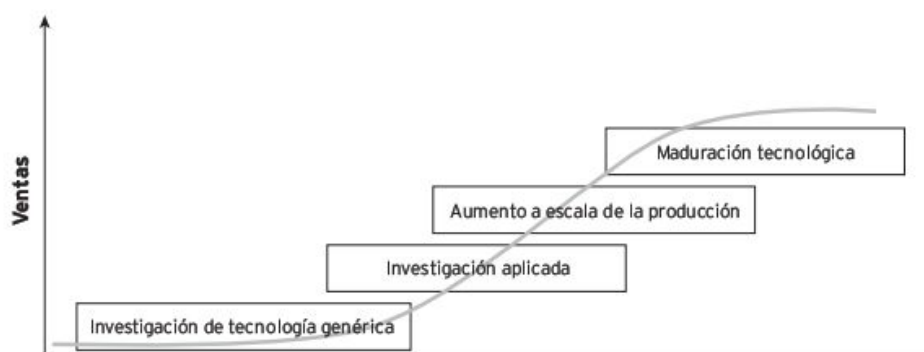 Ventas
Maduración tecnológica
Aumento a escala de la producción
Investigación aplicada
Investigación de tecnología genérica